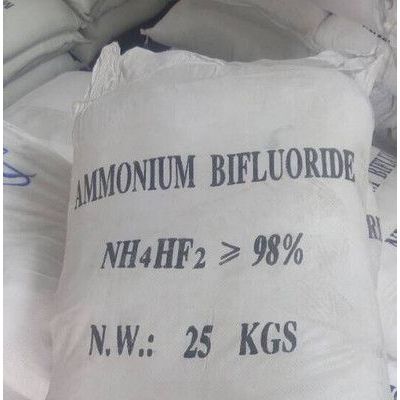 AMMONIUM BIFLUORIDE
NH4HF2 ≥ 98%
N.W.: 25 KGS